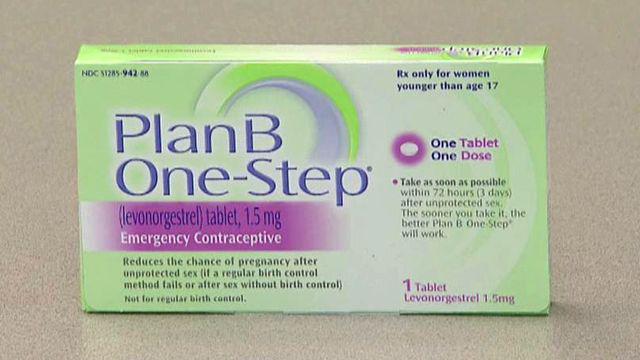 NDC 51285-942-88
Plan B
One-Step®
(levonorgestrel) tablet, 1.5 mg
Emergency Contraceptive
Reduces the chance of pregnancy after
unprotected sex (if a regular birth control
method fails or after sex without birth control)
Not for regular birth control.
Rx only for women
younger than age 17
One Tablet
One Dose
• Take as soon as possible
within 72 hours (3 days)
after unprotected sex.
The sooner you take it, the
better Plan B One-Step®
will work.
1 Tablet
Levonorgestrel 1.5mg